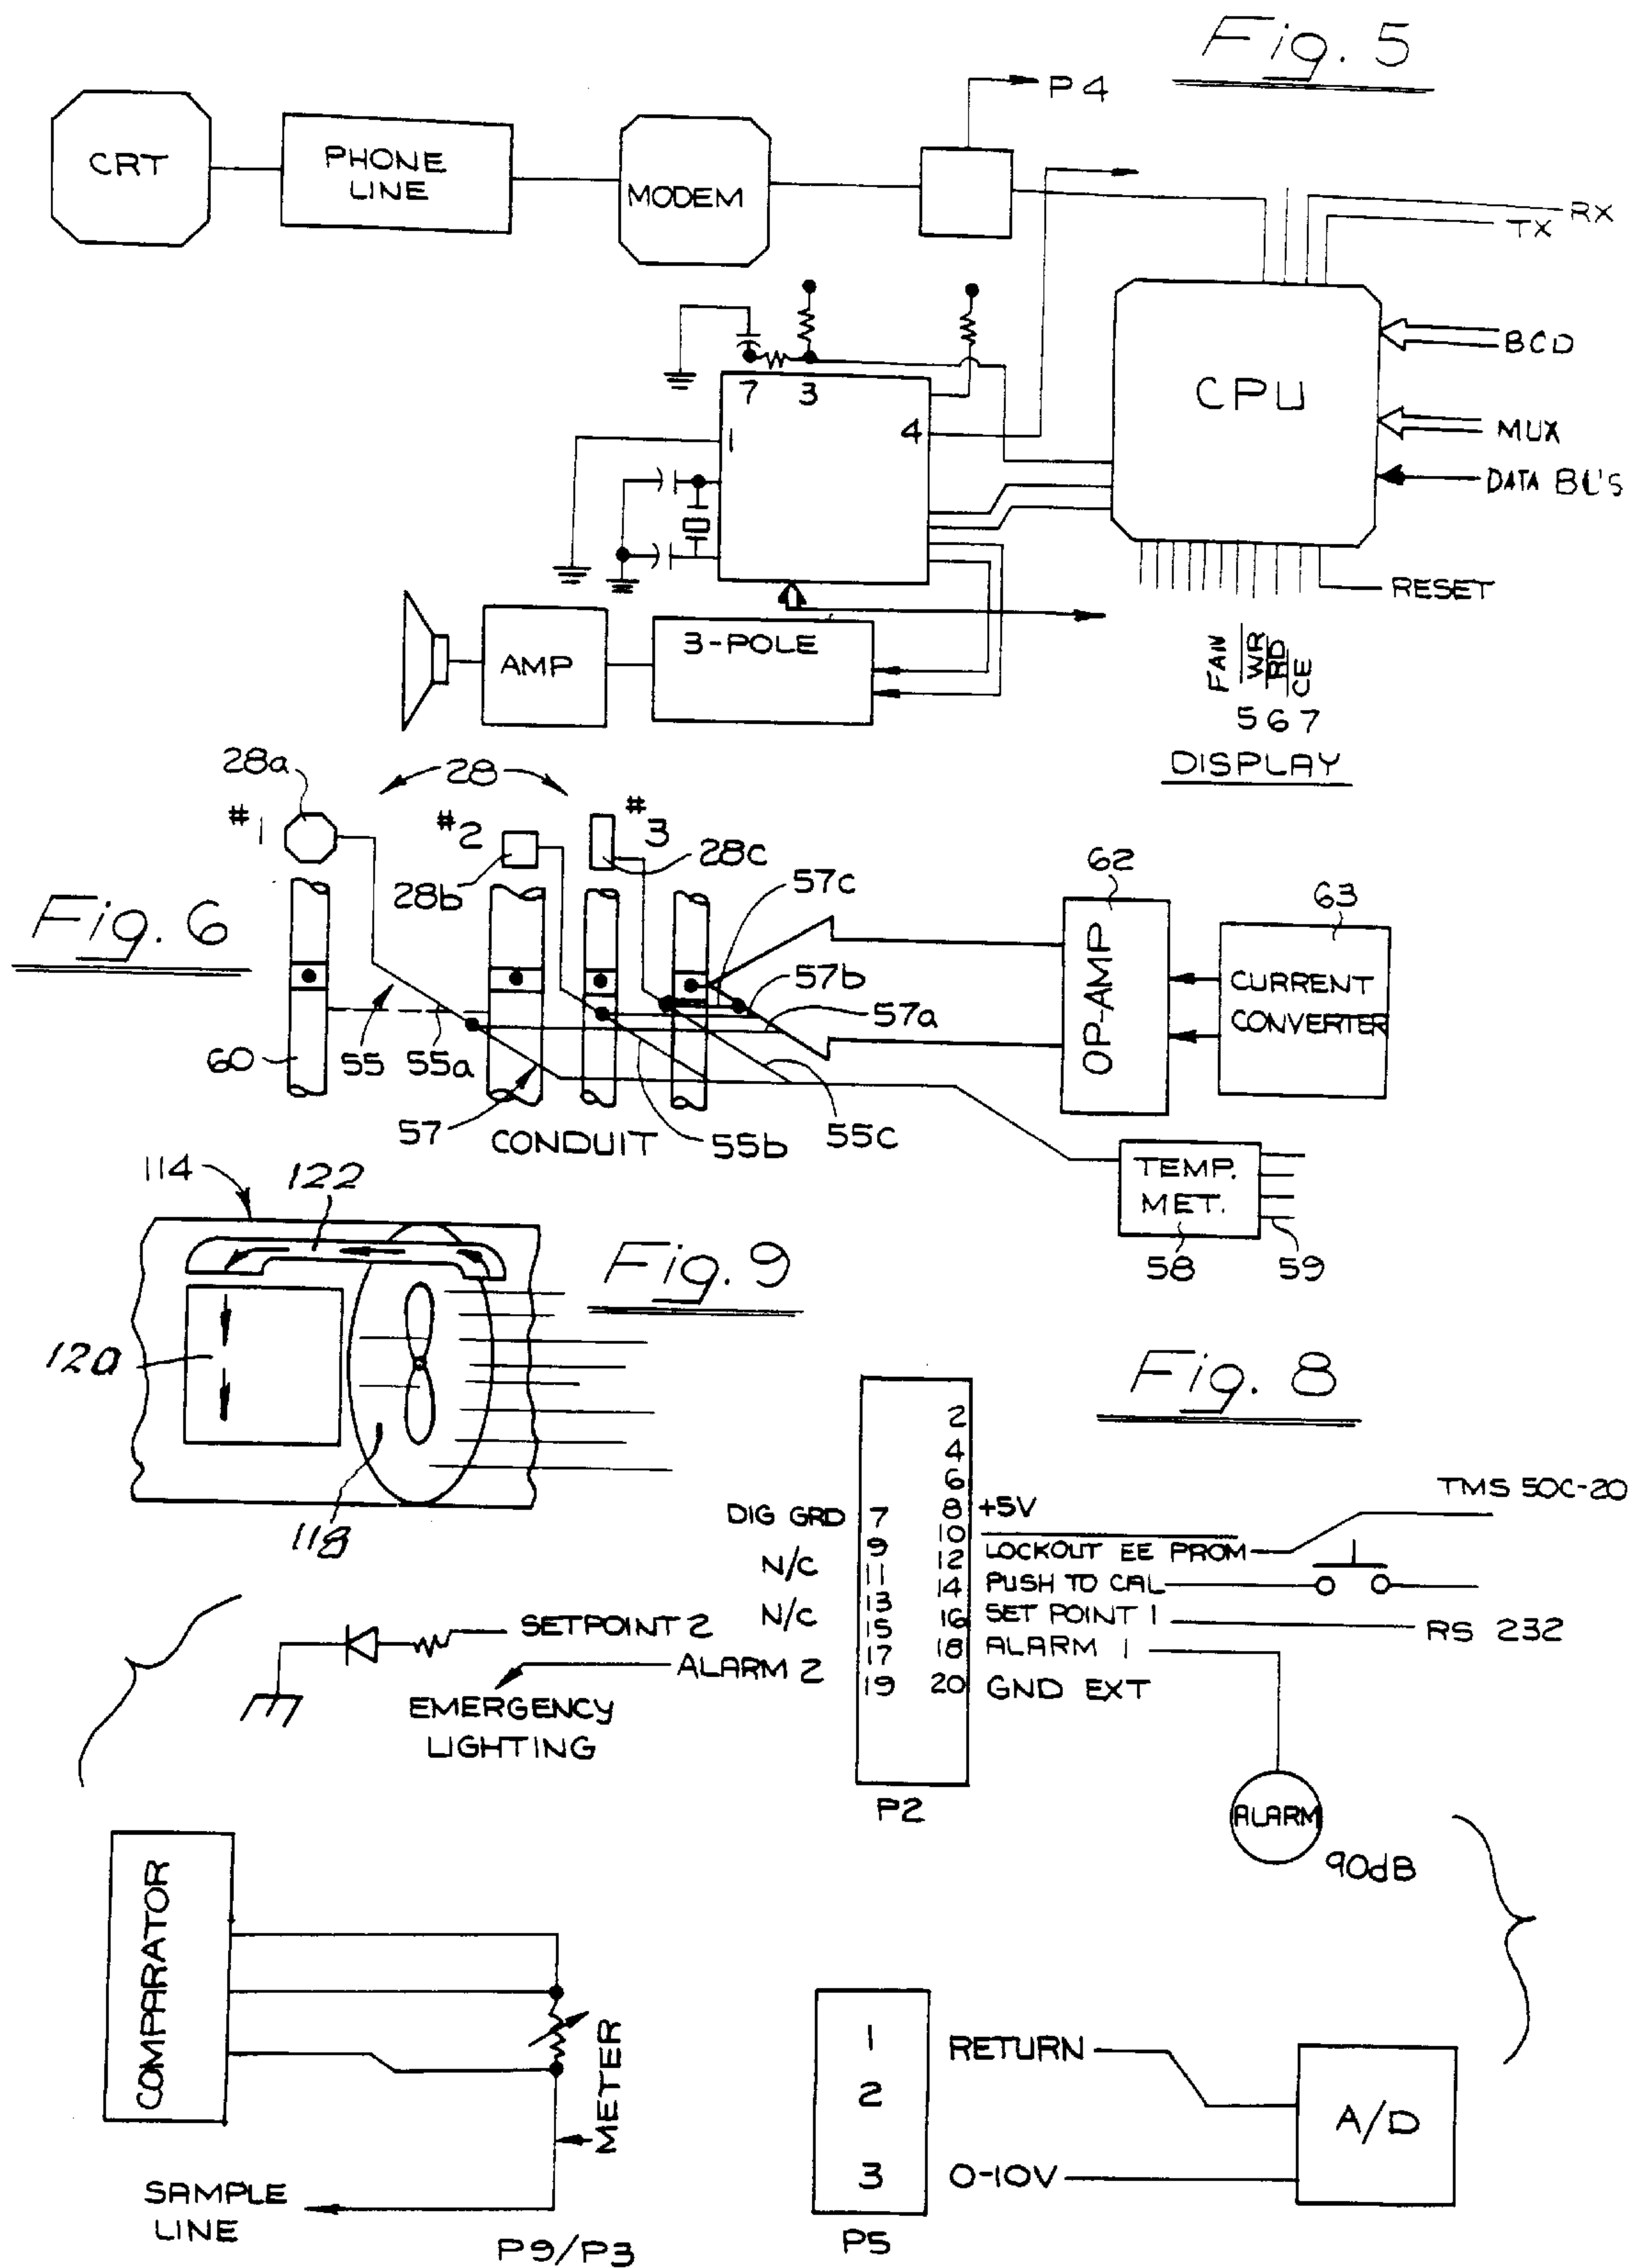 Fig. 5
P4
CRT
PHONE
LINE
MODEM
RX
TX
BCD
CPU
MUX
DATA BUS
7 3
1
4
RESET
3-POLE
AMP
FAN
WR
RD
CE
5 6 7
DISPLAY
28a
28
#1
#2
#3
28b
28c
57c
62
63
Fig. 6
OP-AMP
CURRENT
CONVERTER
57b
57a
60
55
55a
57
CONDUIT
55b
55c
TEMP.
MET.
58
59
114
122
Fig. 9
120
118
Fig. 8
2
4
6
TMS 50C-20
DIG GRD 7 8 +5V
10
9
12 LOCKOUT EE PROM
N/C
11
14 PUSH TO CAL
13
N/C
16 SET POINT 1
RS 232
SETPOINT 2
15
18 ALARM 1
17
ALARM 2
19 20 GND EXT
EMERGENCY
LIGHTING
P2
ALARM
90dB
COMPARATOR
METER
SAMPLE
LINE
P9/P3
1 RETURN
2
3 0-10V
A/D
P5